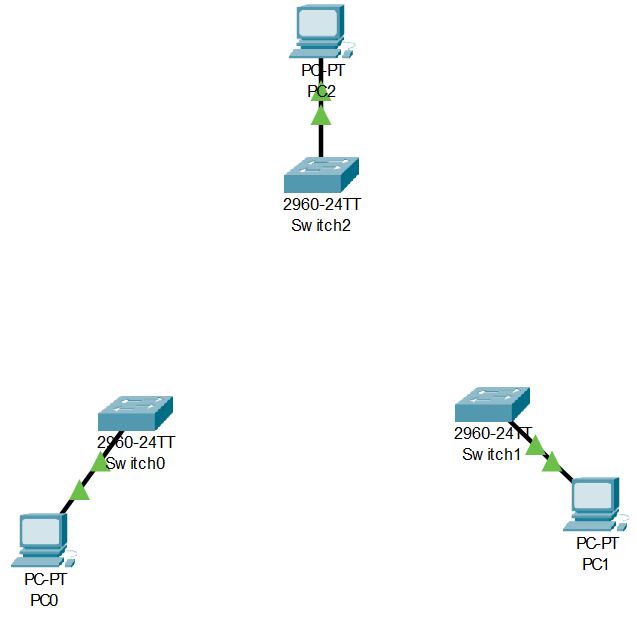 PC-PT
PC2
2960-24TT
Switch2
2960-24TT
Switch0
2960-24TT
Switch1
PC-PT
PC0
PC-PT
PC1